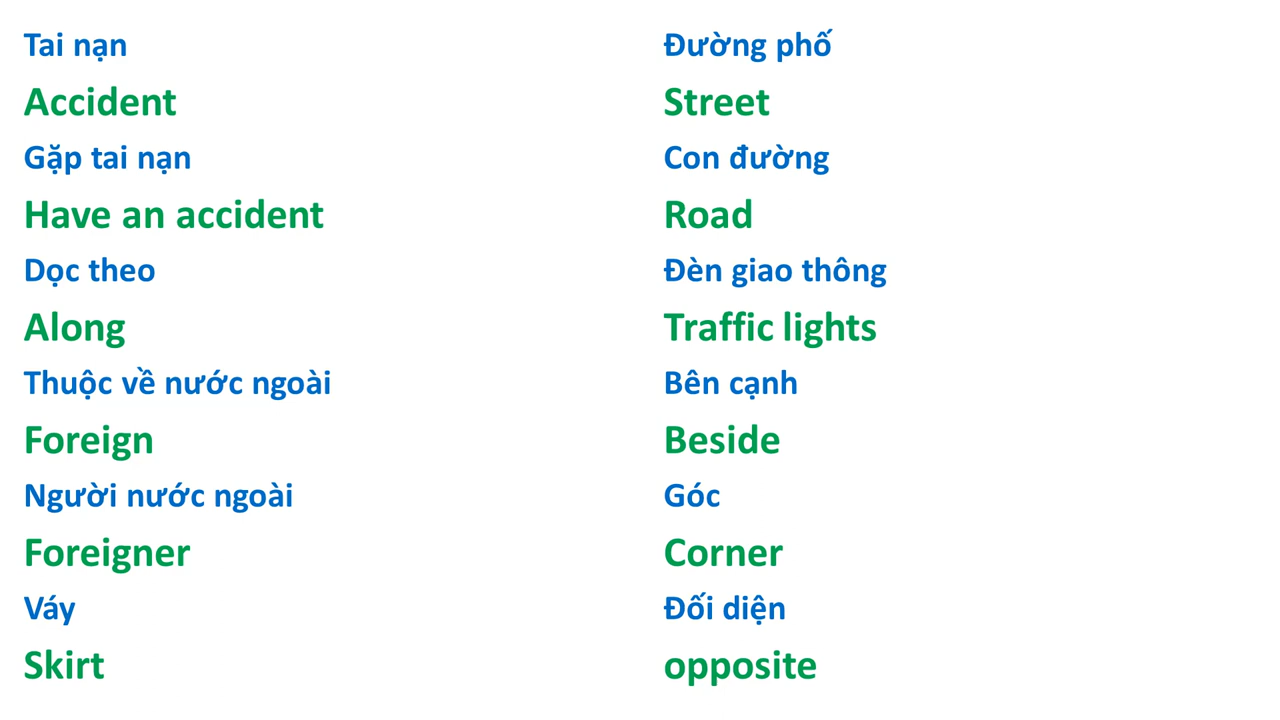 Tai nạn
Accident
Gặp tai nạn
Have an accident
Dọc theo
Along
Thuộc về nước ngoài
Foreign
Người nước ngoài
Foreigner
Váy
Skirt
Đường phố
Street
Con đường
Road
Đèn giao thông
Traffic lights
Bên cạnh
Beside
Góc
Corner
Đối diện
opposite